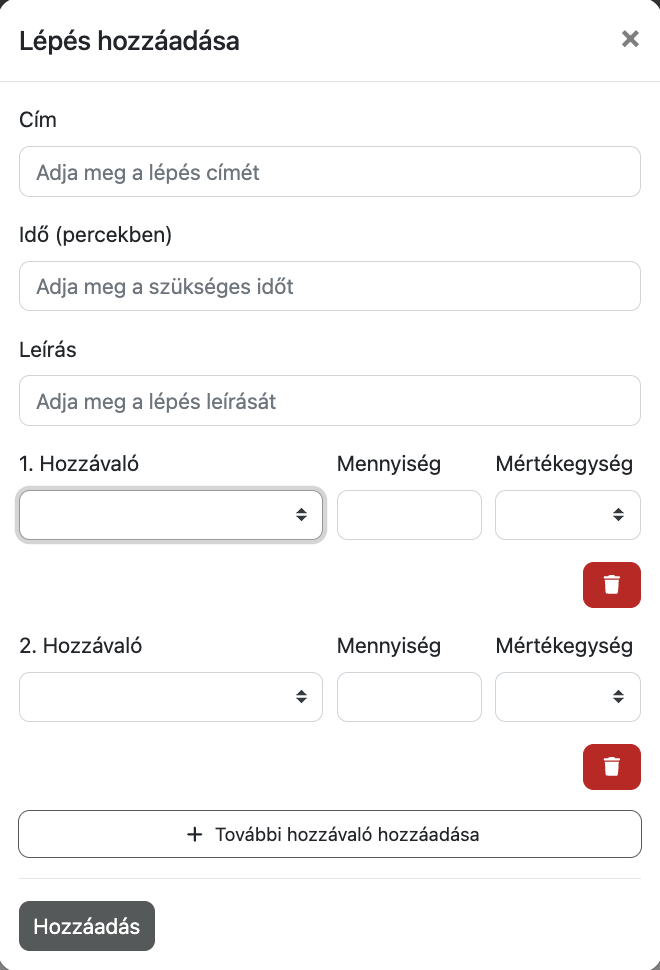 Lépés hozzáadása
Cím
Adja meg a lépés címét
Idő (percekben)
Adja meg a szükséges időt
Leírás
Adja meg a lépés leírását
1. Hozzávaló Mennyiség Mértékegység
2. Hozzávaló Mennyiség Mértékegység
+ További hozzávaló hozzáadása
Hozzáadás